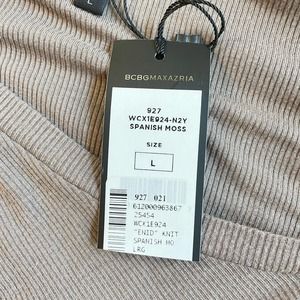 L
BCBGMAXAZRIA
927
WCX1E924-N2Y
SPANISH MOSS
SIZE
L
927 021
612000963867
25454
WCX1E924
"ENID" KNIT
SPANISH MO
LRG